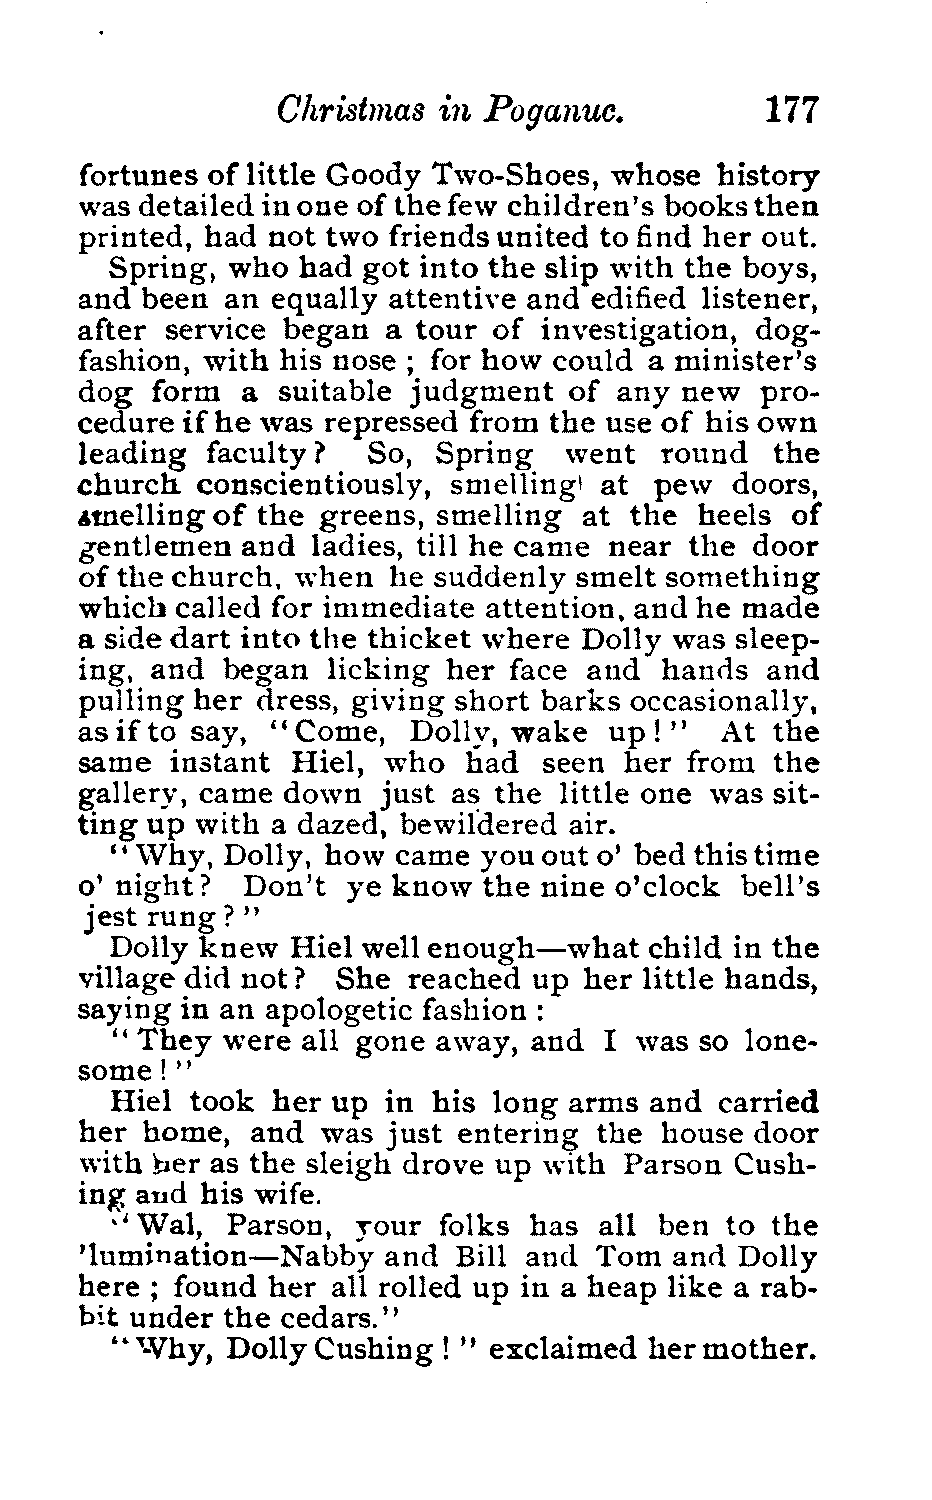 Christmas in Poganuc. 177
fortunes of little Goody Two-Shoes, whose history
was detailed in one of the few children's books then
printed, had not two friends united to find her out.
Spring, who had got into the slip with the boys,
and been an equally attentive and edified listener,
after service began a tour of investigation, dog-
fashion, with his nose ; for how could a minister's
dog form a suitable judgment of any new pro-
cedure if he was repressed from the use of his own
leading faculty? So, Spring went round the
church conscientiously, smelling at pew doors,
smelling of the greens, smelling at the heels of
gentlemen and ladies, till he came near the door
of the church, when he suddenly smelt something
which called for immediate attention, and he made
a side dart into the thicket where Dolly was sleep-
ing, and began licking her face and hands and
pulling her dress, giving short barks occasionally,
as if to say, "Come, Dolly, wake up!" At the
same instant Hiel, who had seen her from the
gallery, came down just as the little one was sit-
ting up with a dazed, bewildered air.
"Why, Dolly, how came you out o' bed this time
o' night? Don't ye know the nine o'clock bell's
jest rung?"
Dolly knew Hiel well enough—what child in the
village did not? She reached up her little hands,
saying in an apologetic fashion :
"They were all gone away, and I was so lone-
some!"
Hiel took her up in his long arms and carried
her home, and was just entering the house door
with her as the sleigh drove up with Parson Cush-
ing and his wife.
"Wal, Parson, your folks has all ben to the
'lumination—Nabby and Bill and Tom and Dolly
here ; found her all rolled up in a heap like a rab-
bit under the cedars."
"Why, Dolly Cushing!" exclaimed her mother.